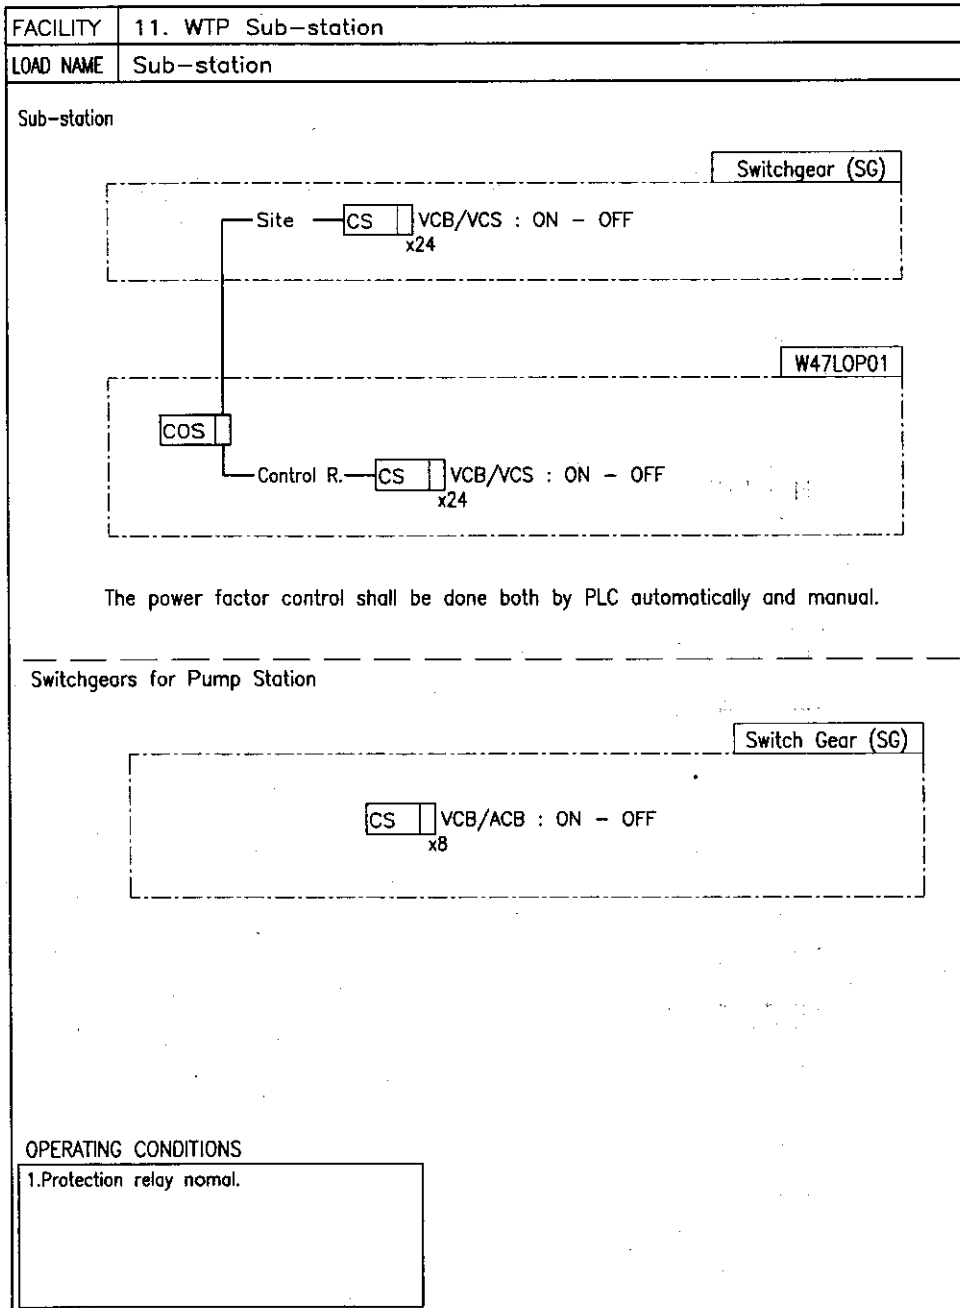 FACILITY 11. WTP Sub-station
LOAD NAME Sub-station
Sub-station
Switchgear (SG)
Site CS VCB/VCS : ON - OFF
x24
W47LOP01
COS
Control R. CS VCB/VCS : ON - OFF
x24
The power factor control shall be done both by PLC automatically and manual.
Switchgears for Pump Station
Switch Gear (SG)
CS VCB/ACB : ON - OFF
x8
OPERATING CONDITIONS
1.Protection relay nomal.